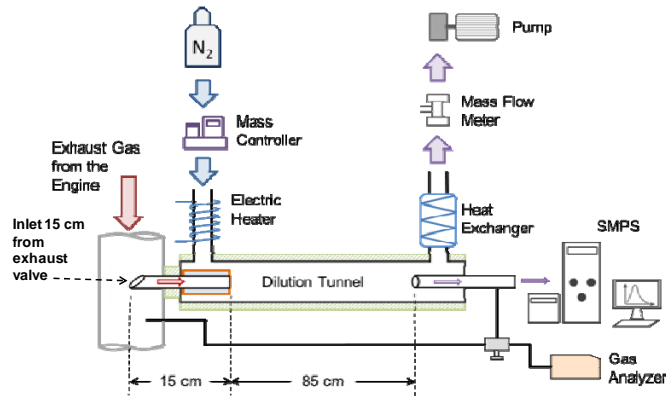 N2
Pump
Mass Flow
Meter
Mass
Controller
Exhaust Gas
from the
Engine
Electric
Heater
Heat
Exchanger
SMPS
Inlet 15 cm
from
exhaust
valve
Dilution Tunnel
Gas
Analyzer
15 cm
85 cm